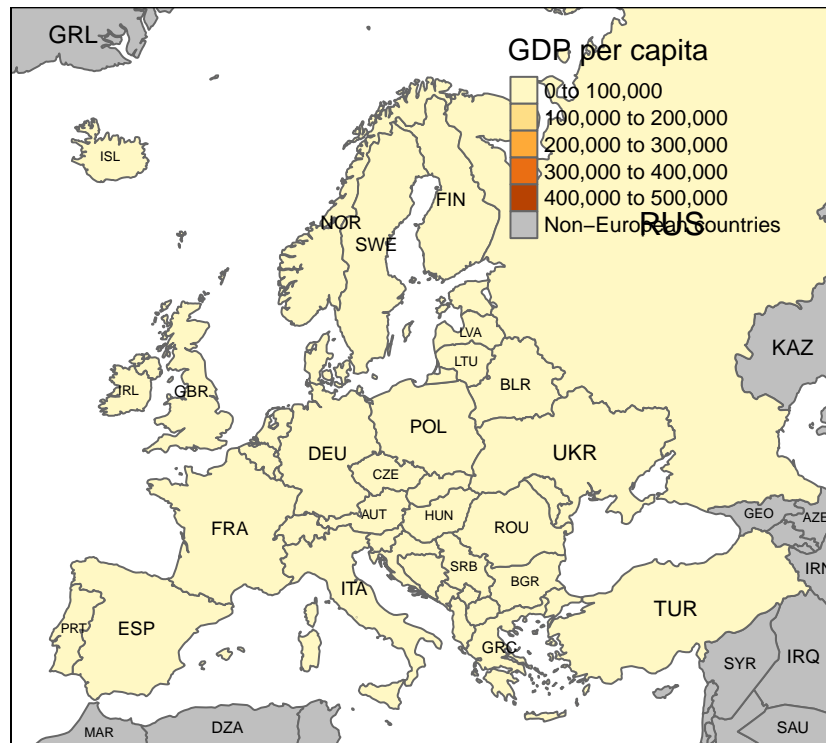 GRL
GDP per capita
0 to 100,000
100,000 to 200,000
200,000 to 300,000
300,000 to 400,000
400,000 to 500,000
Non−European countries
RUS
ISL
FIN
NOR
SWE
LVA
KAZ
LTU
BLR
IRL
GBR
POL
DEU
UKR
CZE
AUT
HUN
GEO
AZE
FRA
ROU
IRN
SRB
BGR
ITA
TUR
PRT
ESP
GRC
SYR
IRQ
MAR
DZA
SAU